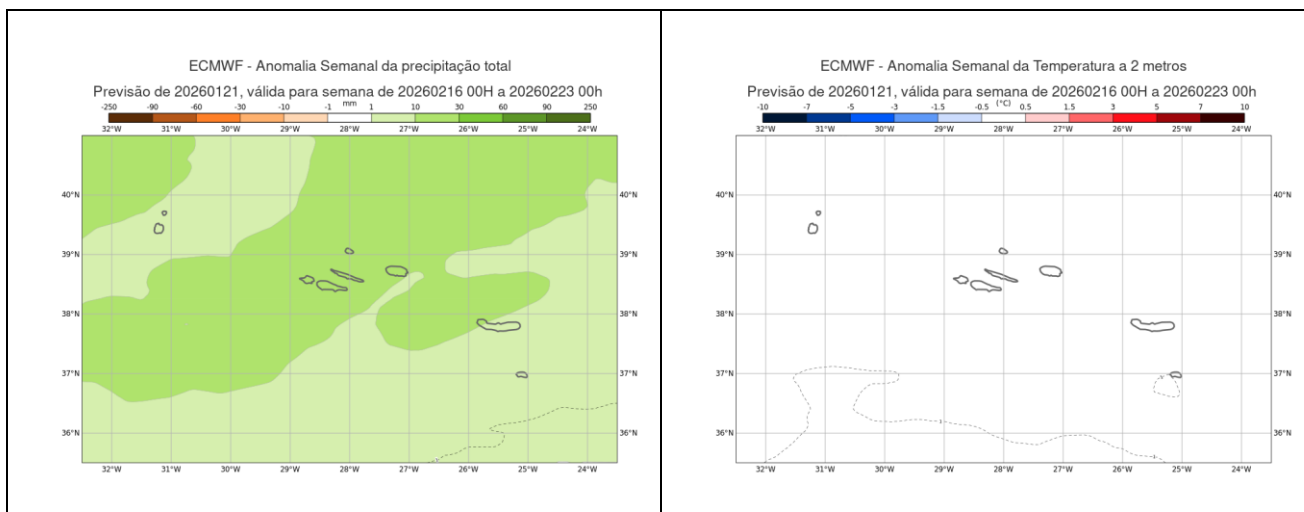 ECMWF - Anomalia Semanal da precipitação total
Previsão de 20260121, válida para semana de 20260216 00H a 20260223 00h
-250 -90 -60 -30 -10 -1 mm 1 10 30 60 90 250
32°W 31°W 30°W 29°W 28°W 27°W 26°W 25°W 24°W
40°N 40°N
39°N 39°N
38°N 38°N
37°N 37°N
36°N 36°N
32°W 31°W 30°W 29°W 28°W 27°W 26°W 25°W 24°W
ECMWF - Anomalia Semanal da Temperatura a 2 metros
Previsão de 20260121, válida para semana de 20260216 00H a 20260223 00h
-10 -7 -5 -3 -1.5 -0.5 (°C) 0.5 1.5 3 5 7 10
32°W 31°W 30°W 29°W 28°W 27°W 26°W 25°W 24°W
40°N 40°N
39°N 39°N
38°N 38°N
37°N 37°N
36°N 36°N
32°W 31°W 30°W 29°W 28°W 27°W 26°W 25°W 24°W